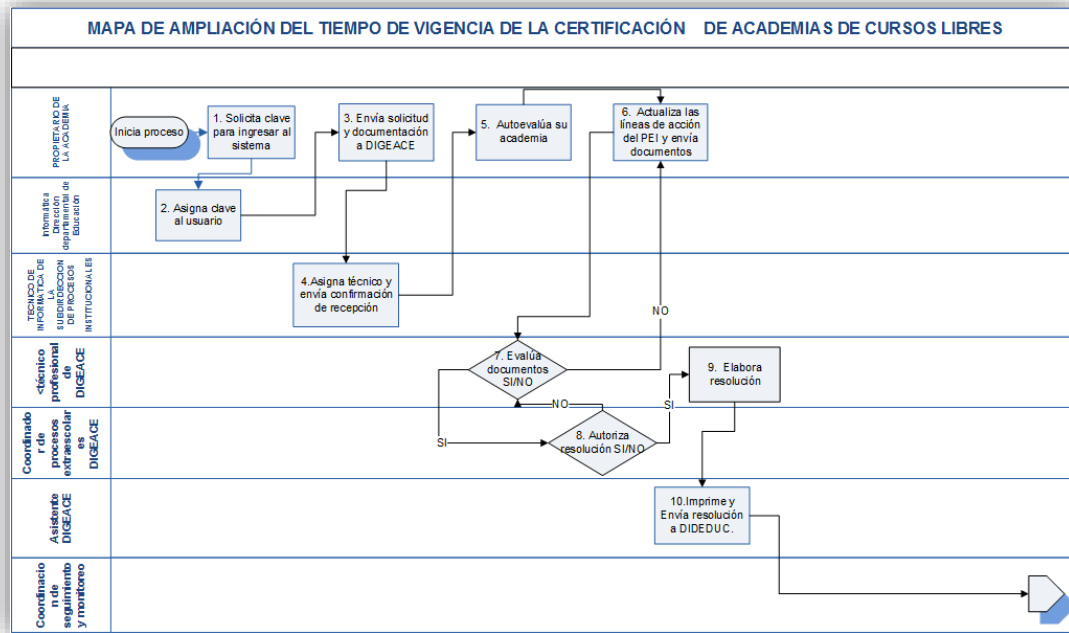 MAPA DE AMPLIACIÓN DEL TIEMPO DE VIGENCIA DE LA CERTIFICACIÓN DE ACADEMIAS DE CURSOS LIBRES
PROPIETARIO DE
LA ACADEMIA
Inicia proceso
1. Solicita clave
para ingresar al
sistema
3. Envía solicitud
y documentación
a DIGEACE
5. Autoevalúa su
academia
6. Actualiza las
líneas de acción
del PEI y envía
documentos
Informática
Dirección
departamental de
Educación
2. Asigna clave
al usuario
TECNICO DE
INFORMATICA DE
LA
SUBDIRDECCION
DE PROCESOS
INSTITUCIONALES
4.Asigna técnico y
envía confirmación
de recepción
NO
<técnico
profesional
de
DIGEACE
7. Evalúa
documentos
SI/NO
9. Elabora
resolución
NO
SI
Coordinado
r de
procesos
extraescolar
es
DIGEACE
SI
8. Autoriza
resolución SI/NO
Asistente
DIGEACE
10.Imprime y
Envía resolución
a DIDEDUC.
Coordinacio
n de
seguimiento
y monitoreo